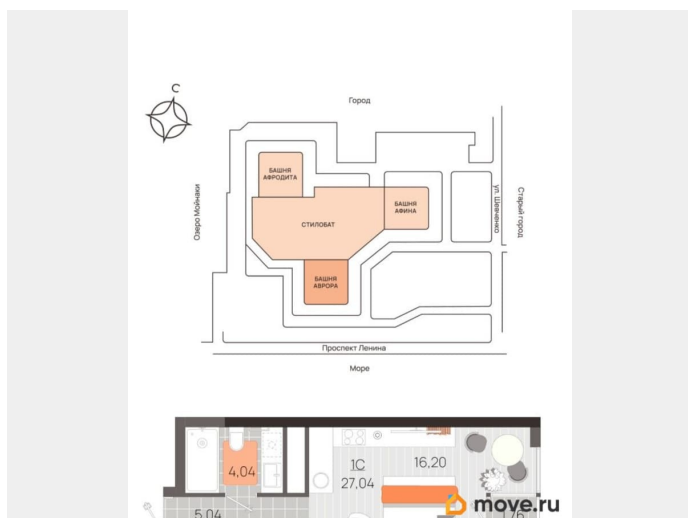 С
Город
БАШНЯ
АФРОДИТА
БАШНЯ
АФИНА
СТИЛОБАТ
БАШНЯ
АВРОРА
Озеро Мойнаки
ул. Шевченко
Старый город
Проспект Ленина
Море
4,04
1С
27,04
16,20
5,04
move.ru